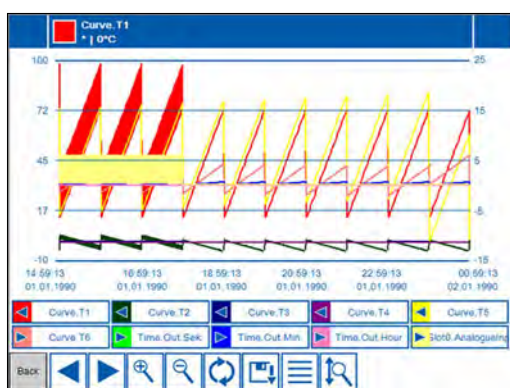 Curve.T1
* | 0°C
100
25
72
15
45
5
17
-5
-10
-15
14:59:13
16:59:13
18:59:13
20:59:13
22:59:13
00:59:13
01.01.1990
01.01.1990
01.01.1990
01.01.1990
01.01.1990
02.01.1990
Curve.T1
Curve.T2
Curve.T3
Curve.T4
Curve.T5
Curve.T6
Time.Out.Sek
Time.Out.Min
Time.Out.Hour
Slot0.AnalogueInp
Back